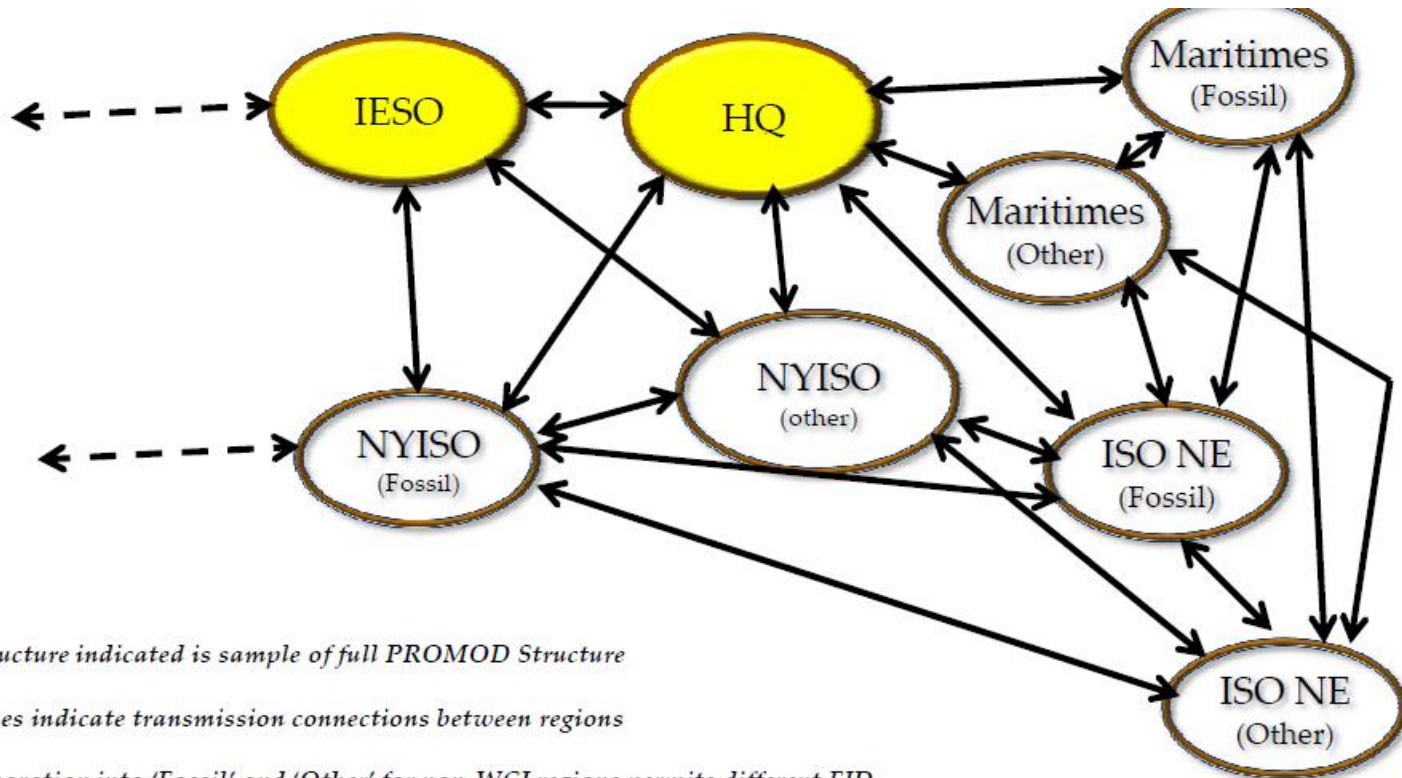 Maritimes
(Fossil)
IESO
HQ
Maritimes
(Other)
NYISO
(other)
NYISO
(Fossil)
ISO NE
(Fossil)
ISO NE
(Other)
ucture indicated is sample of full PROMOD Structure
es indicate transmission connections between regions
into 'Fossil' and 'Other' for non-WCI regions permits different FID